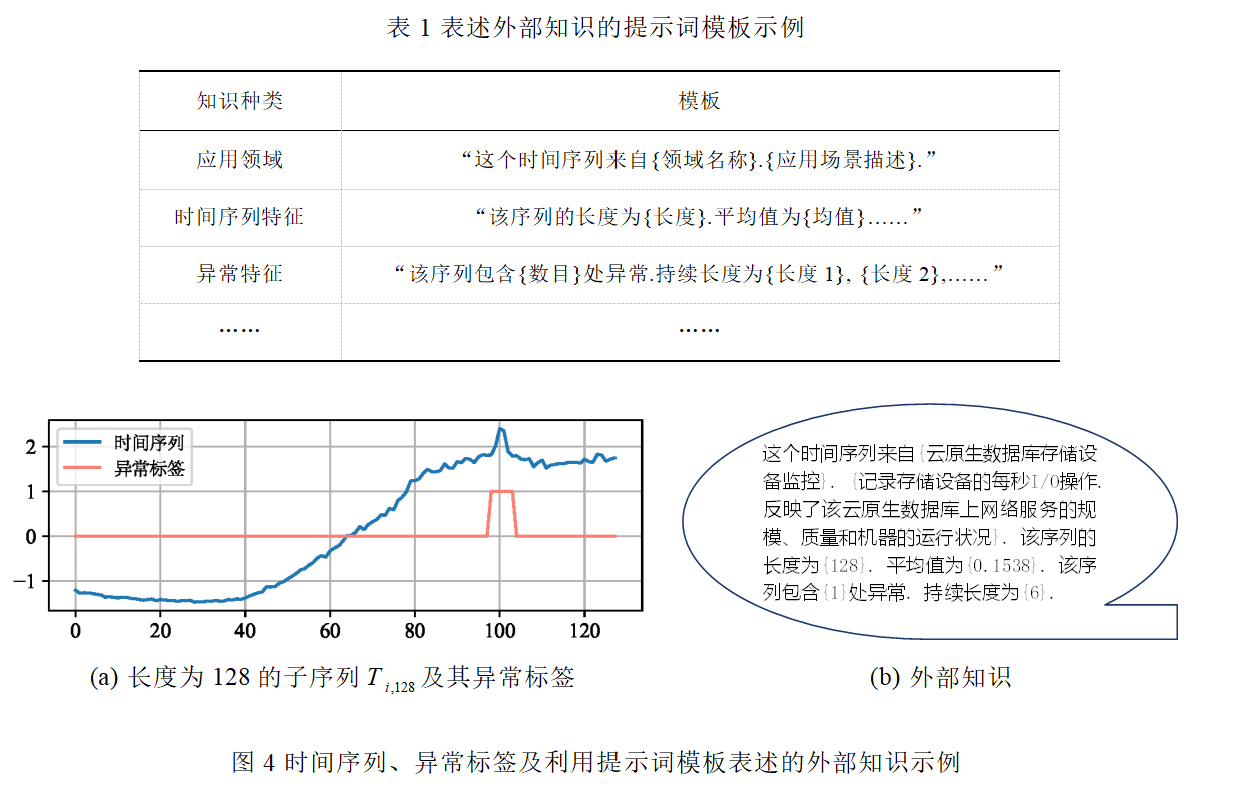 表 1 表述外部知识的提示词模板示例
知识种类 模板
应用领域 “这个时间序列来自{领域名称}.{应用场景描述}.”
时间序列特征 “该序列的长度为{长度}.平均值为{均值}……”
异常特征 “该序列包含{数目}处异常.持续长度为{长度 1}, {长度 2},……”
…… ……
时间序列
异常标签
2
1
0
−1
0 20 40 60 80 100 120
这个时间序列来自{云原生数据库存储设
备监控}. {记录存储设备的每秒I/O操作.
反映了该云原生数据库上网络服务的规
模、质量和机器的运行状况}. 该序列的
长度为{128}. 平均值为{0.1538}. 该序
列包含{1}处异常. 持续长度为{6}.
(a) 长度为 128 的子序列 T i,128 及其异常标签
(b) 外部知识
图 4 时间序列、异常标签及利用提示词模板表述的外部知识示例